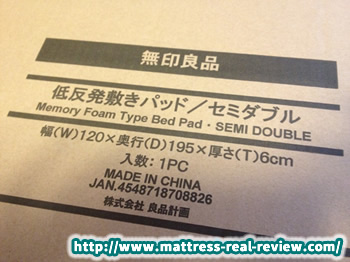 無印良品
低反発敷きパッド／セミダブル
Memory Foam Type Bed Pad・SEMI DOUBLE
幅(W)120×奥行(D)195×厚さ(T)6cm
入数：1PC
MADE IN CHINA
JAN.4548718708826
株式会社 良品計画
http://www.mattress-real-review.com/